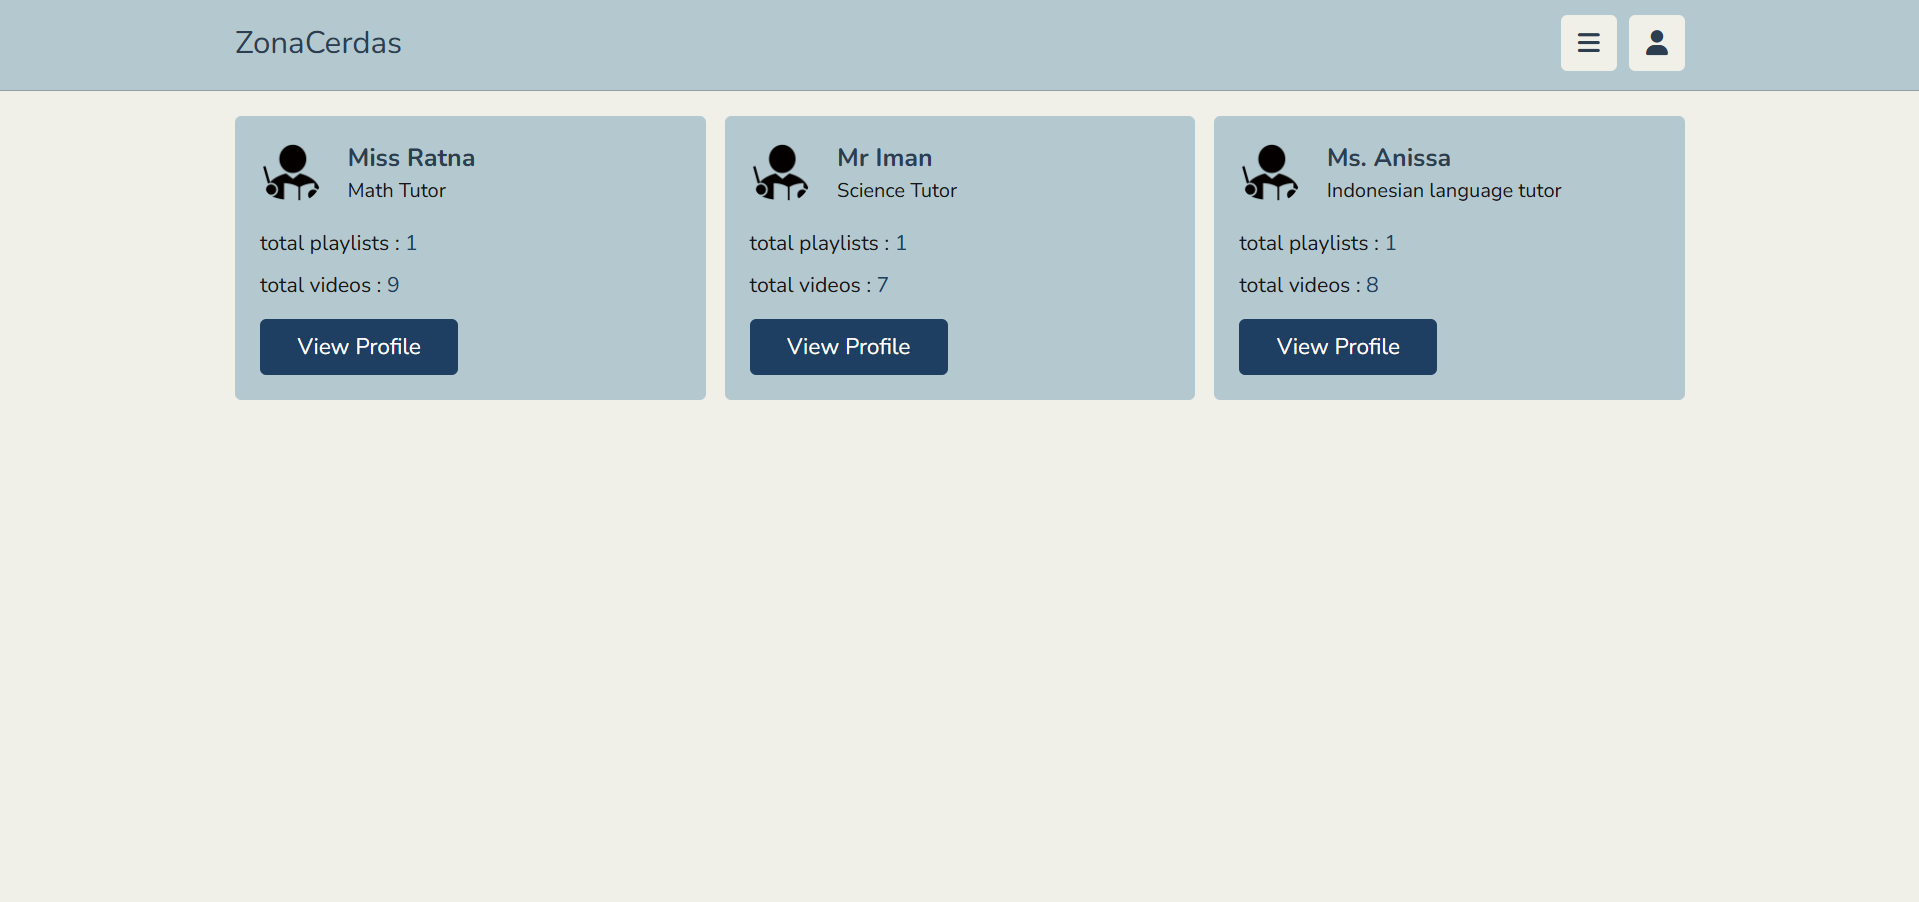 ZonaCerdas
Miss Ratna
Math Tutor
total playlists : 1
total videos : 9
View Profile
Mr Iman
Science Tutor
total playlists : 1
total videos : 7
View Profile
Ms. Anissa
Indonesian language tutor
total playlists : 1
total videos : 8
View Profile